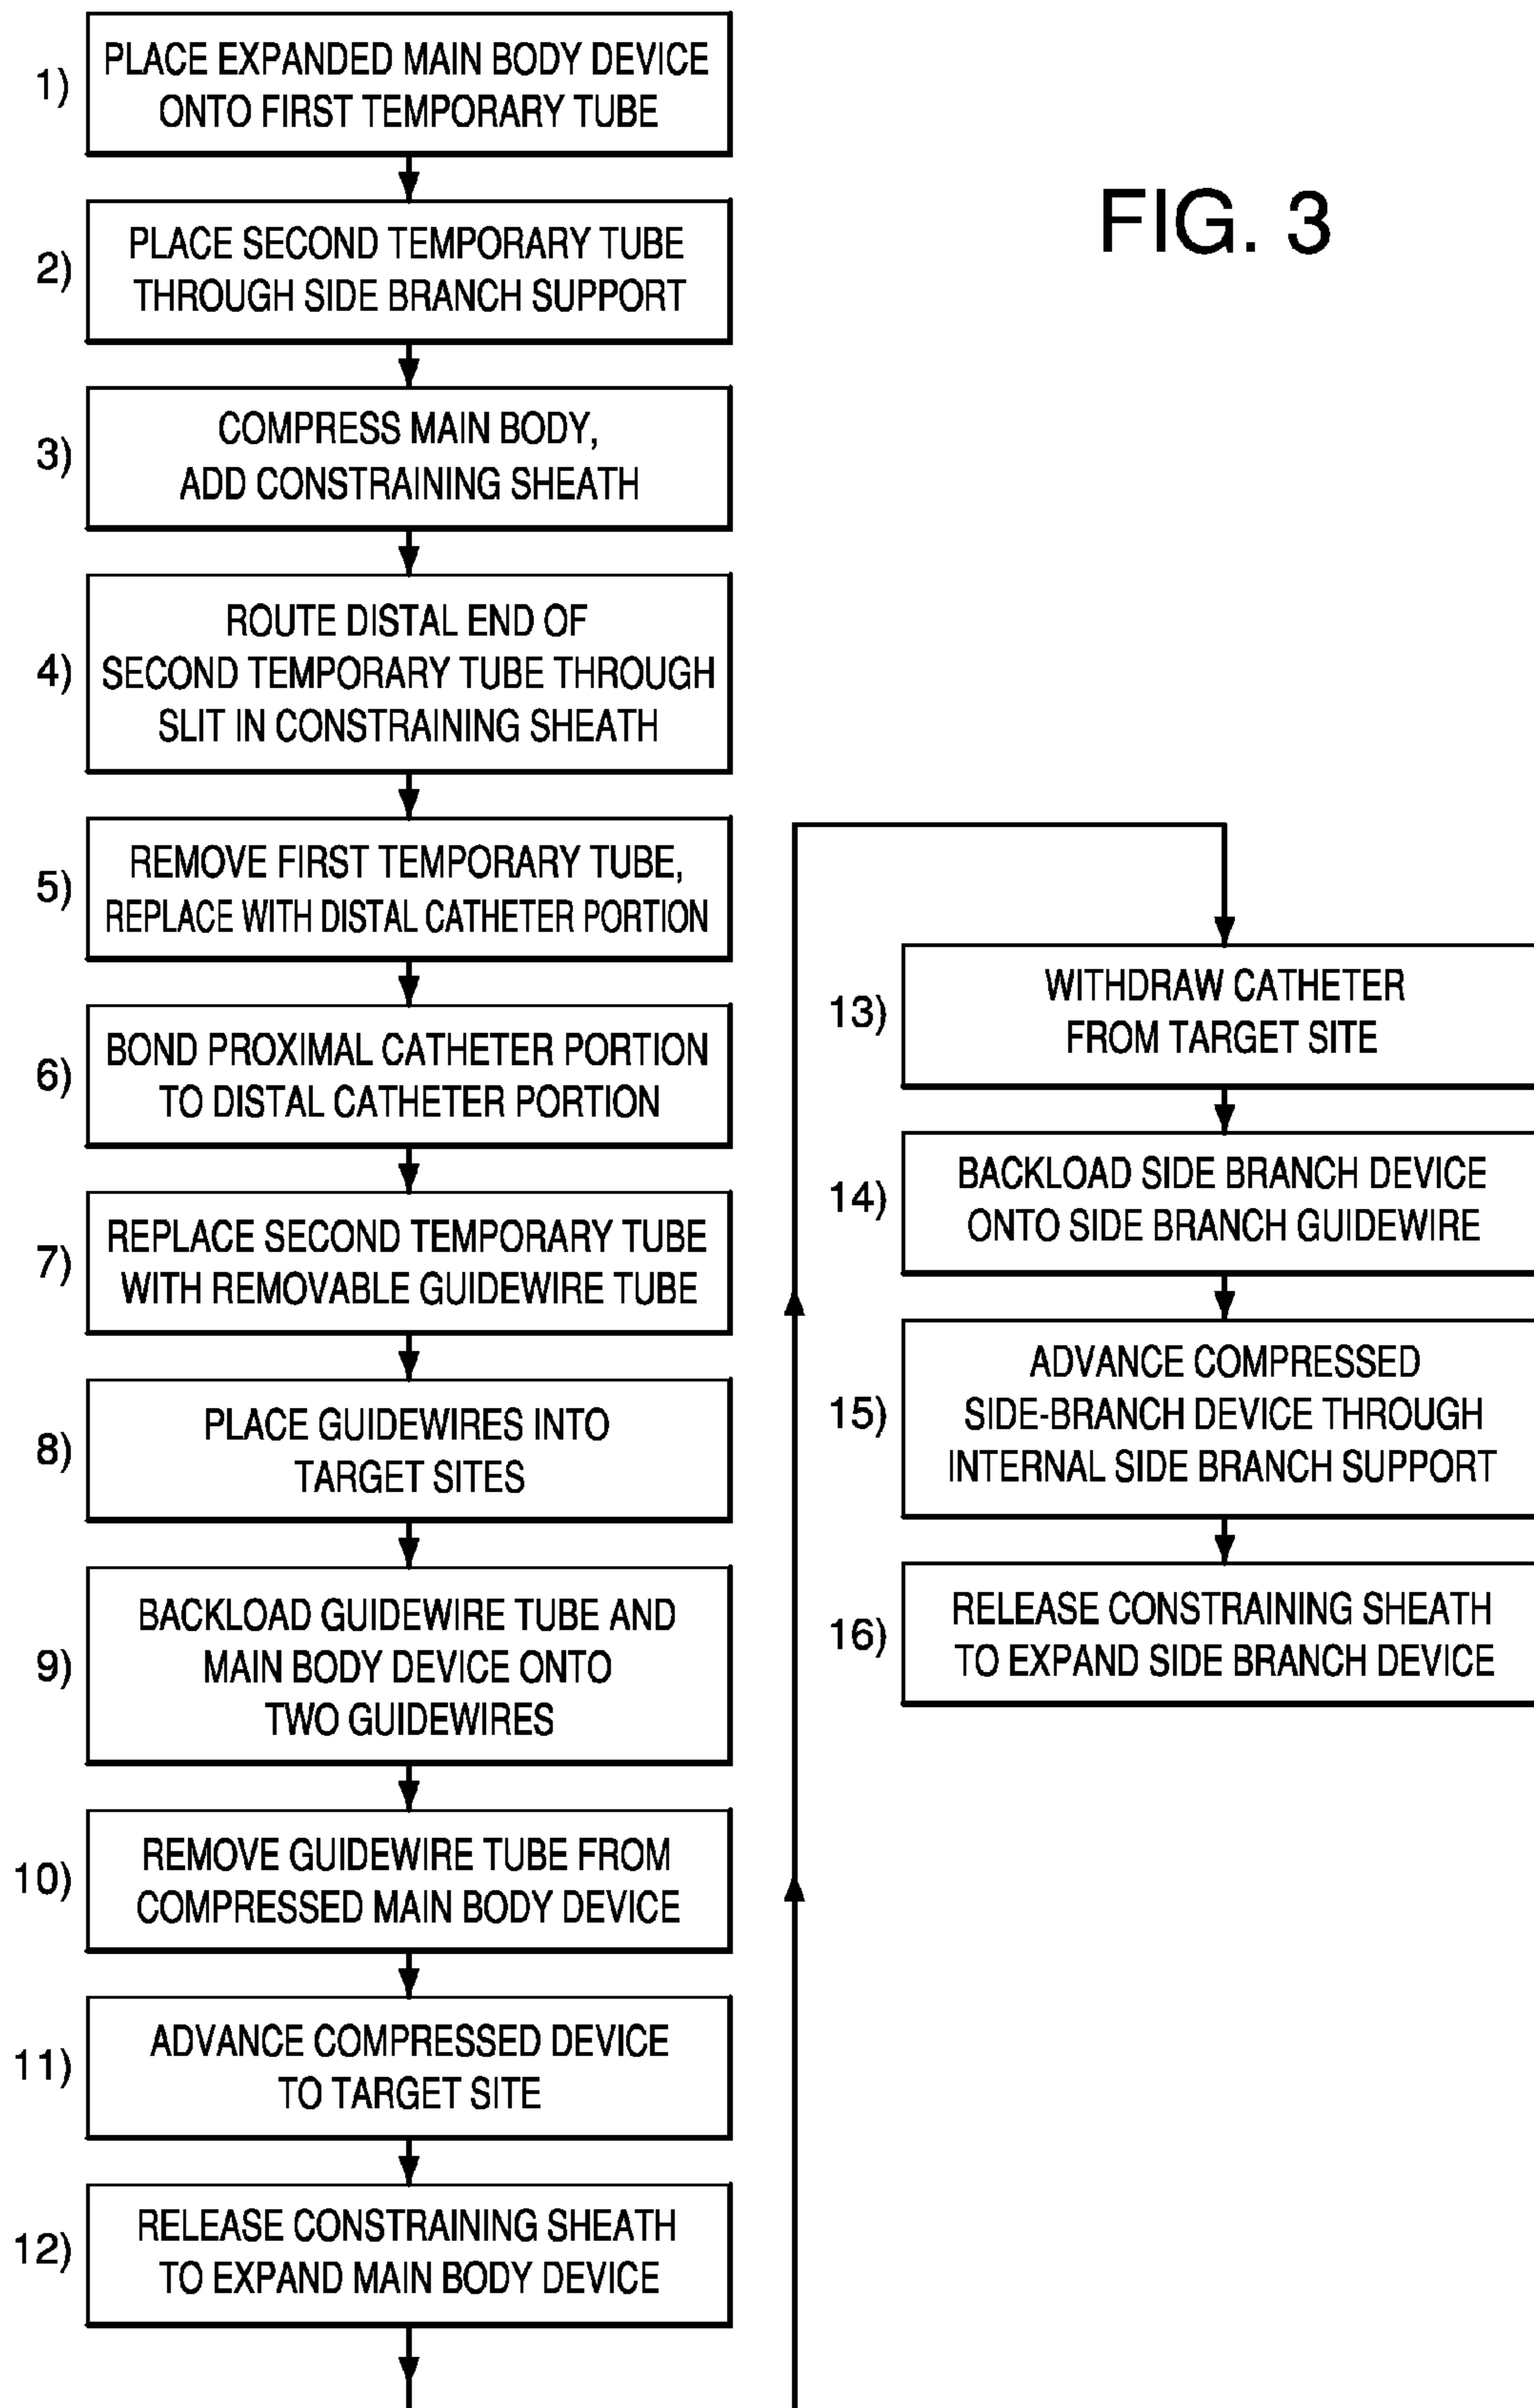 FIG. 3
1)
PLACE EXPANDED MAIN BODY DEVICE
ONTO FIRST TEMPORARY TUBE
2)
PLACE SECOND TEMPORARY TUBE
THROUGH SIDE BRANCH SUPPORT
3)
COMPRESS MAIN BODY,
ADD CONSTRAINING SHEATH
4)
ROUTE DISTAL END OF
SECOND TEMPORARY TUBE THROUGH
SLIT IN CONSTRAINING SHEATH
5)
REMOVE FIRST TEMPORARY TUBE,
REPLACE WITH DISTAL CATHETER PORTION
6)
BOND PROXIMAL CATHETER PORTION
TO DISTAL CATHETER PORTION
7)
REPLACE SECOND TEMPORARY TUBE
WITH REMOVABLE GUIDEWIRE TUBE
8)
PLACE GUIDEWIRES INTO
TARGET SITES
9)
BACKLOAD GUIDEWIRE TUBE AND
MAIN BODY DEVICE ONTO
TWO GUIDEWIRES
10)
REMOVE GUIDEWIRE TUBE FROM
COMPRESSED MAIN BODY DEVICE
11)
ADVANCE COMPRESSED DEVICE
TO TARGET SITE
12)
RELEASE CONSTRAINING SHEATH
TO EXPAND MAIN BODY DEVICE
13)
WITHDRAW CATHETER
FROM TARGET SITE
14)
BACKLOAD SIDE BRANCH DEVICE
ONTO SIDE BRANCH GUIDEWIRE
15)
ADVANCE COMPRESSED
SIDE-BRANCH DEVICE THROUGH
INTERNAL SIDE BRANCH SUPPORT
16)
RELEASE CONSTRAINING SHEATH
TO EXPAND SIDE BRANCH DEVICE